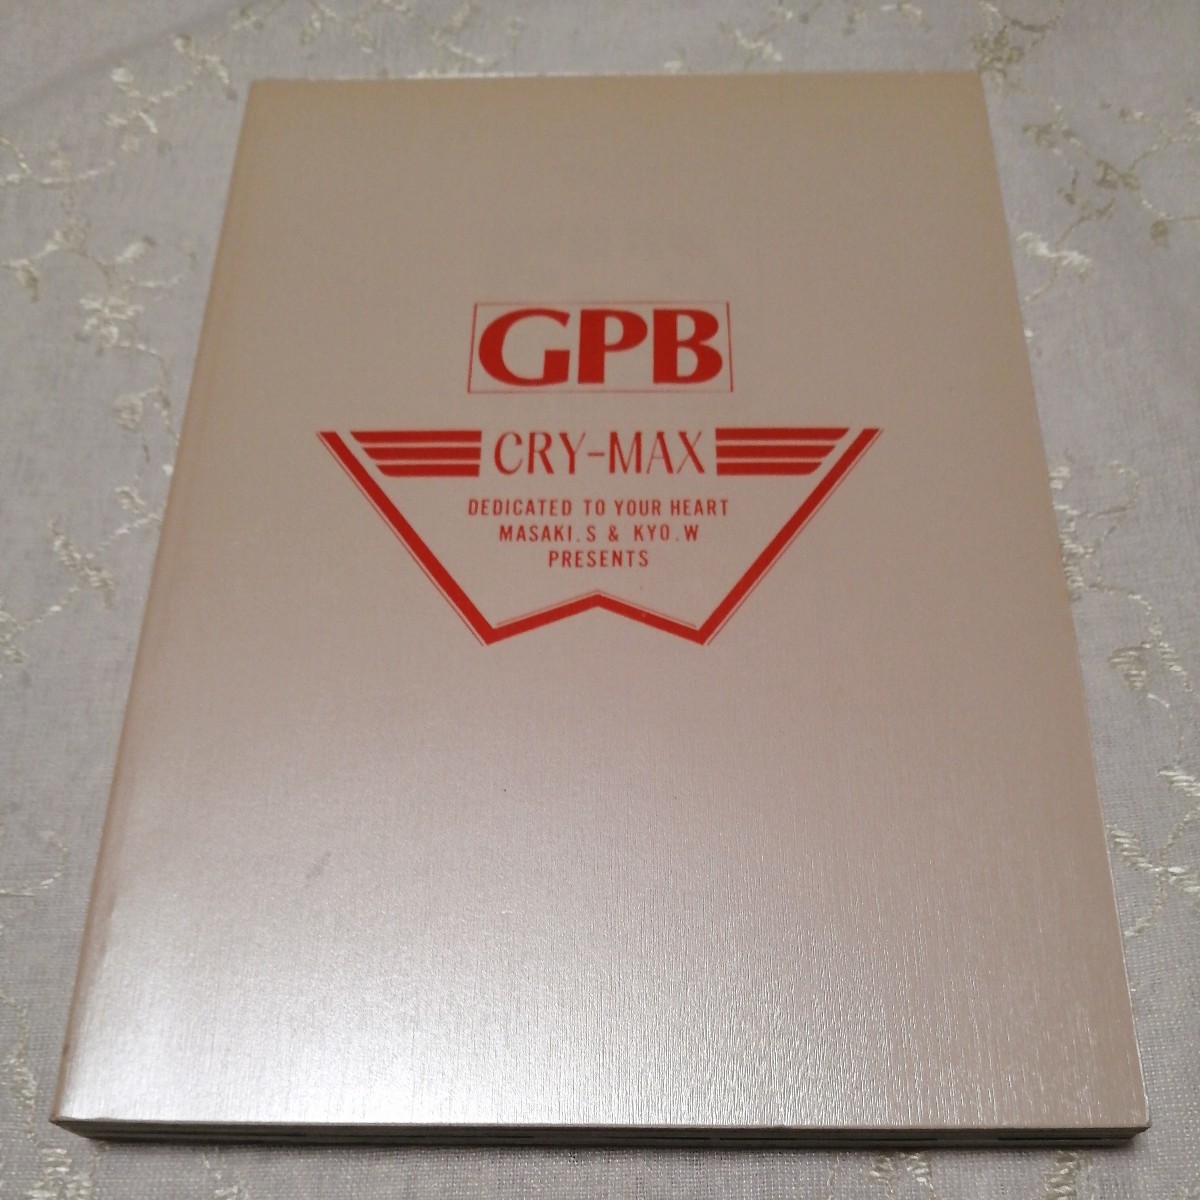 GPB
CRY-MAX
DEDICATED TO YOUR HEART
MASAKI.S & KYO.W
PRESENTS